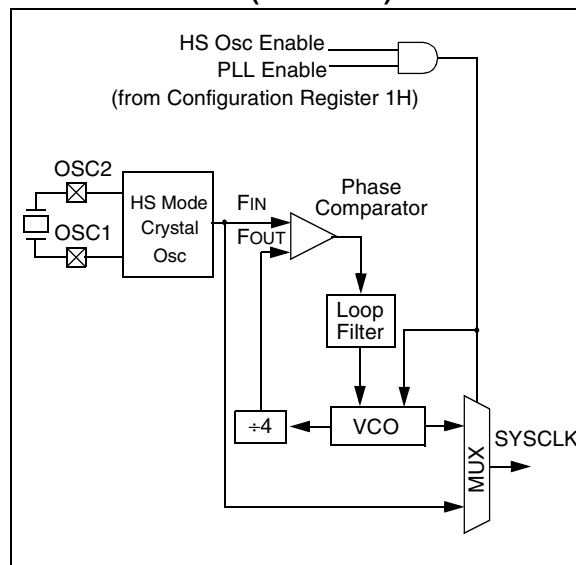 HS Osc Enable
PLL Enable
(from Configuration Register 1H)
OSC2
OSC1
HS Mode
Crystal
Osc
FIN
FOUT
Phase
Comparator
Loop
Filter
÷4
VCO
MUX
SYSCLK